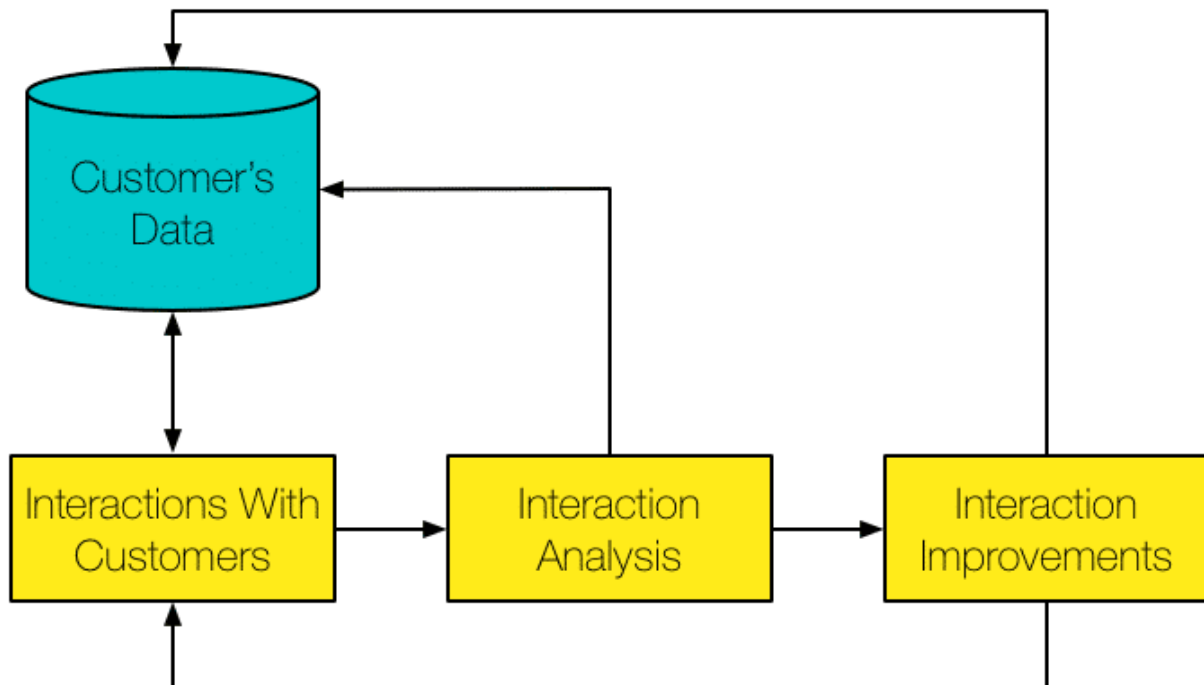 Customer’s
Data
Interactions With
Customers
Interaction
Analysis
Interaction
Improvements